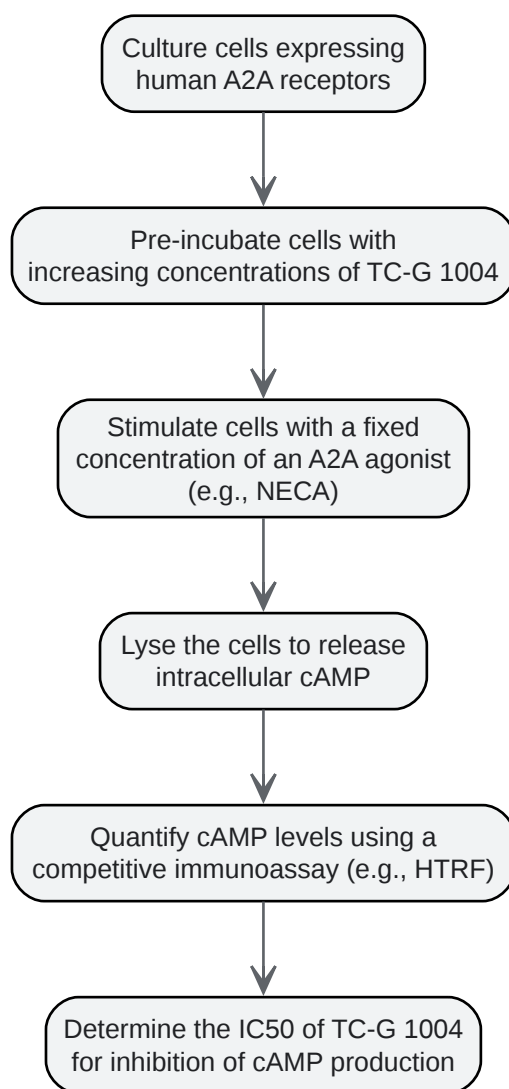 Culture cells expressing
human A2A receptors
Pre-incubate cells with
increasing concentrations of TC-G 1004
Stimulate cells with a fixed
concentration of an A2A agonist
(e.g., NECA)
Lyse the cells to release
intracellular cAMP
Quantify cAMP levels using a
competitive immunoassay (e.g., HTRF)
Determine the IC50 of TC-G 1004
for inhibition of cAMP production